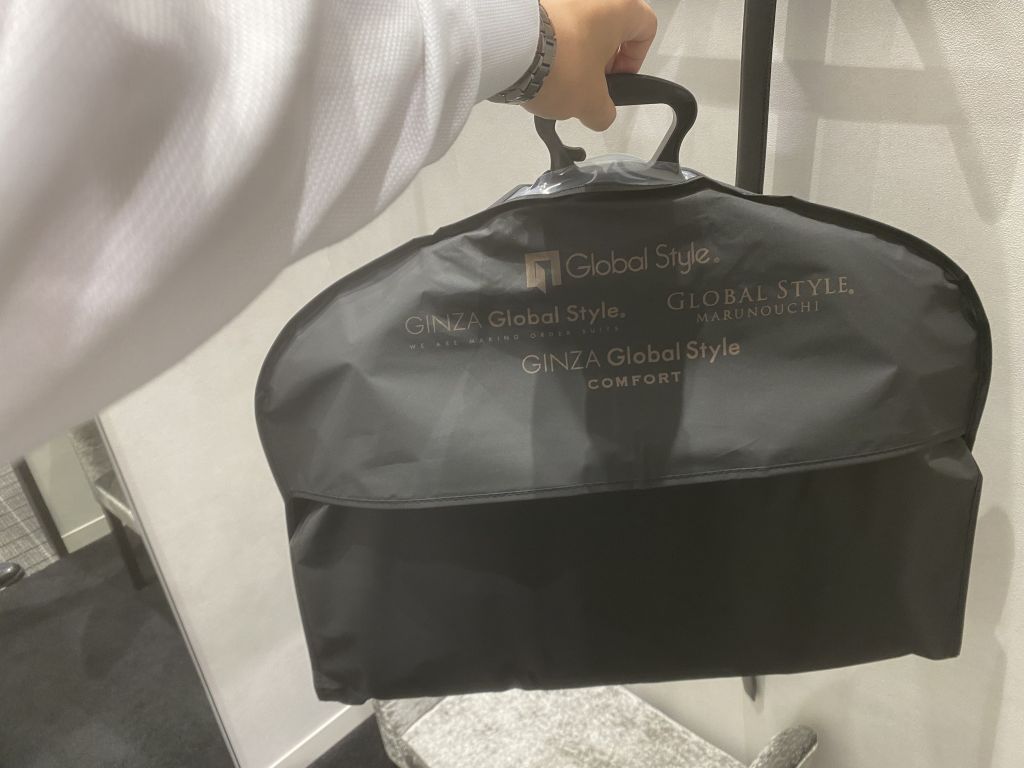 Global Style®
GINZA Global Style®
WE ARE MAKING ORDER SUITS
GLOBAL STYLE®
MARUNOUCHI
GINZA Global Style
COMFORT